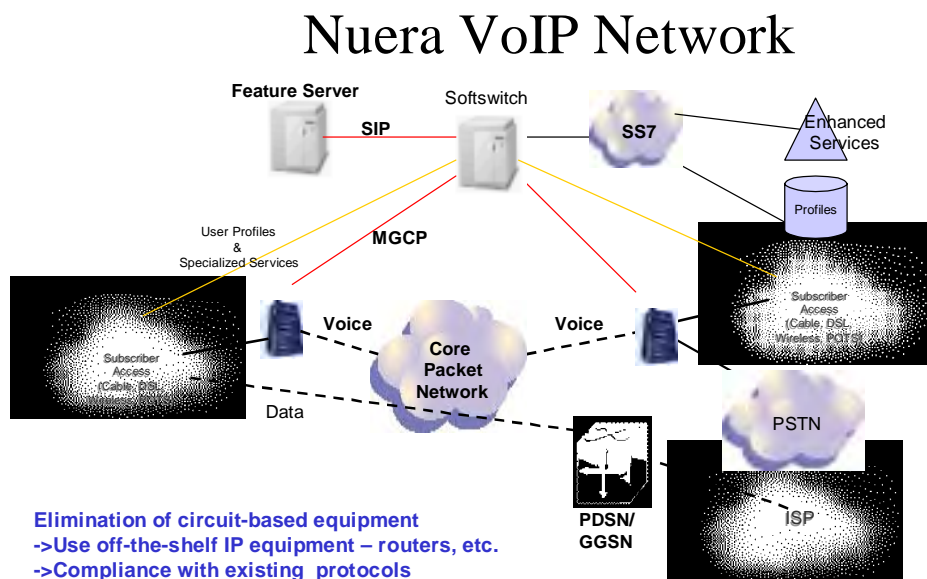 Nuera VoIP Network
Feature Server
Softswitch
SIP
SS7
Enhanced
Services
Profiles
User Profiles
&
Specialized Services
MGCP
Subscriber
Access
(Cable, DSL,
Wireless, POTS)
Voice
Voice
Core
Packet
Network
Subscriber
Access
(Cable, DSL,
Data
PSTN
PDSN/
GGSN
ISP
Elimination of circuit-based equipment
->Use off-the-shelf IP equipment – routers, etc.
->Compliance with existing protocols